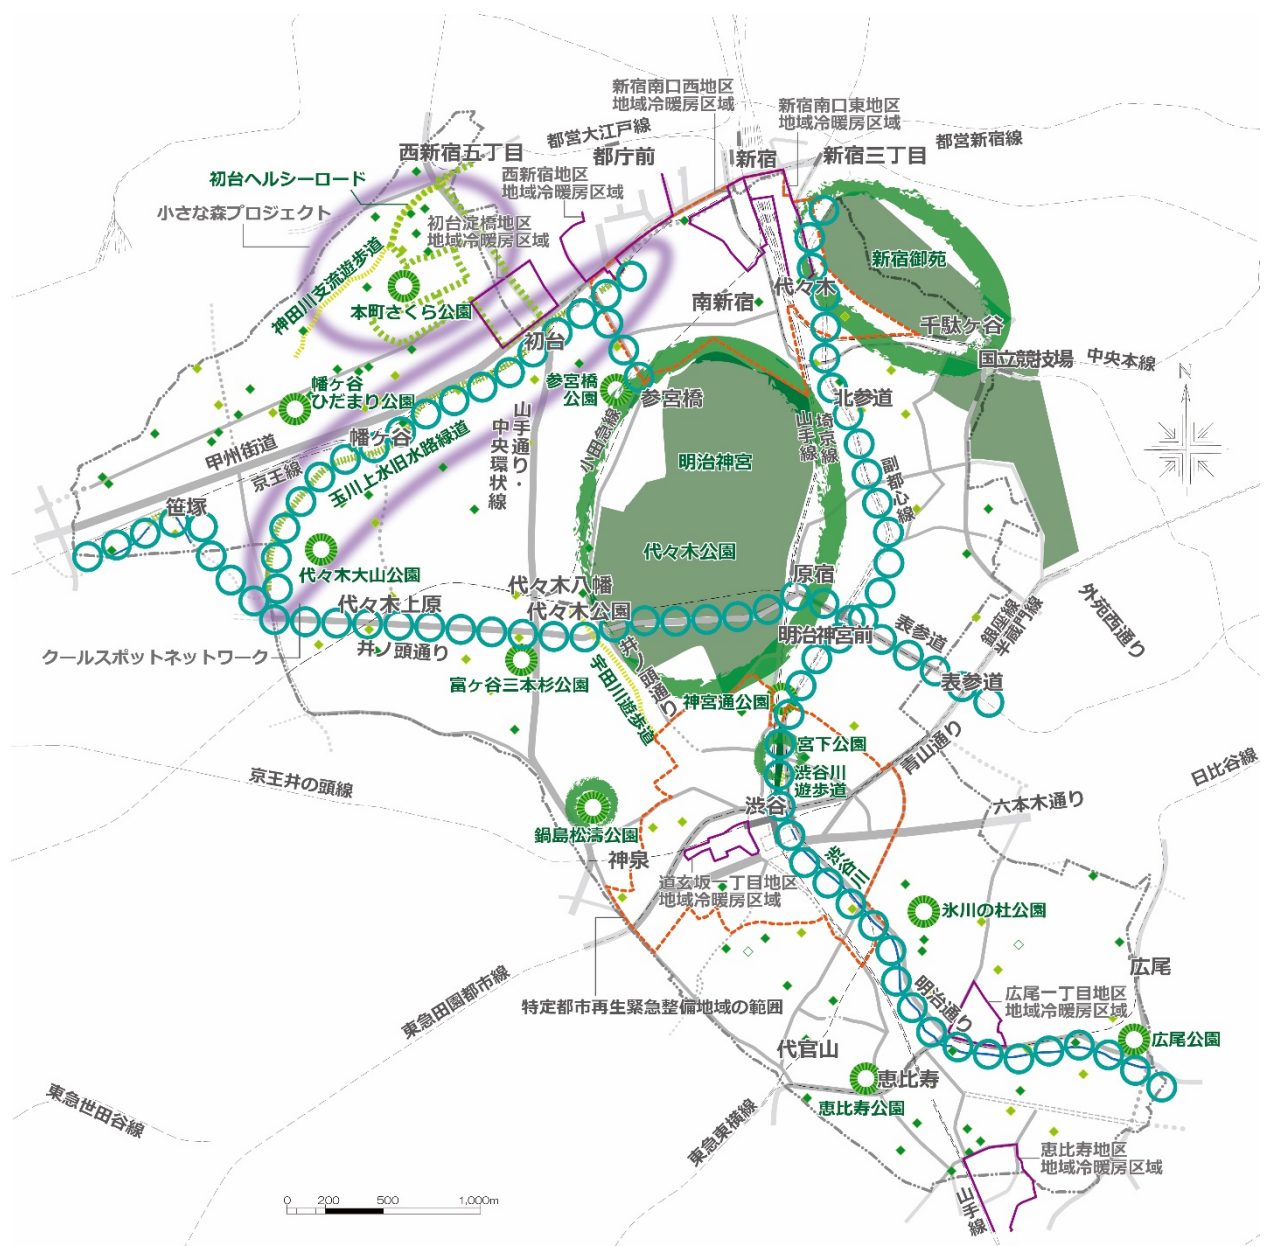 新宿南口西地区
地域冷暖房区域
新宿南口東地区
地域冷暖房区域
都営大江戸線
都営新宿線
西新宿五丁目
都庁前
新宿
新宿三丁目
初台ヘルシーロード
西新宿地区
地域冷暖房区域
小さな森プロジェクト
初台淀橋地区
地域冷暖房区域
神田川支流遊歩道
新宿御苑
代々木
本町さくら公園
南新宿
千駄ケ谷
初台
国立競技場
中央本線
N
参宮橋
公園
参宮橋
幡ヶ谷
ひだまり公園
北参道
山手通り・
中央環状線
小田急線
山手線
埼京線
甲州街道
幡ヶ谷
京王線
玉川上水旧水路緑道
明治神宮
副都心線
笹塚
代々木公園
代々木大山公園
代々木八幡
原宿
代々木上原
代々木公園
明治神宮前
表参道
銀座線
半蔵門線
外苑西通り
クールスポットネットワーク
井ノ頭通り
井ノ頭通り
富ヶ谷三本杉公園
宇田川遊歩道
神宮通公園
表参道
宮下公園
青山通り
渋谷川
遊歩道
京王井の頭線
日比谷線
渋谷
六本木通り
鍋島松濤公園
神泉
渋谷川
道玄坂一丁目地区
地域冷暖房区域
氷川の杜公園
広尾
東急田園都市線
特定都市再生緊急整備地域の範囲
明治通り
広尾一丁目地区
地域冷暖房区域
広尾公園
代官山
恵比寿
恵比寿公園
東急世田谷線
東急東横線
恵比寿地区
地域冷暖房区域
山手線
0 200 500 1,000m